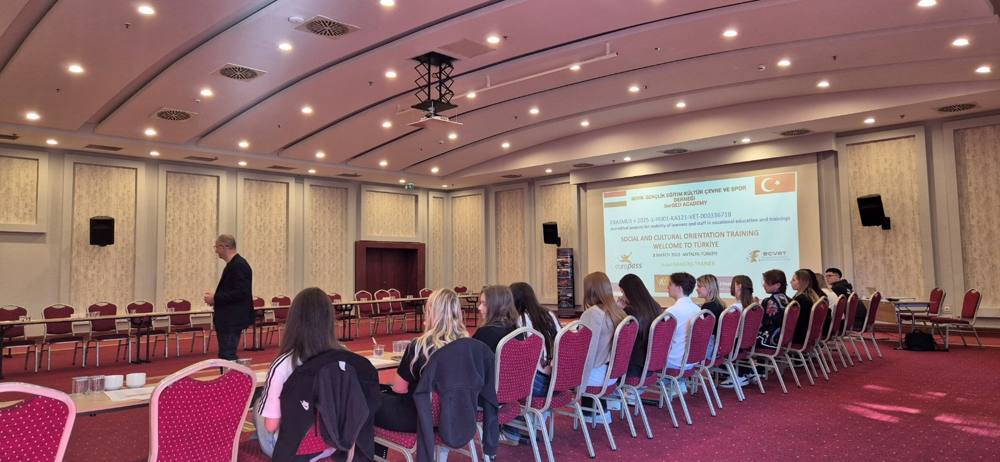 SERİK GENÇLİK EĞİTİM KÜLTÜR ÇEVRE VE SPOR
DERNEĞİ
SerGED ACADEMY
ERASMUS + 2025-1-HU01-KA121-VET-000336718
Accredited projects for mobility of learners and staff in vocational education and trainings
SOCIAL AND CULTURAL ORIENTATION TRAINING
WELCOME TO TÜRKİYE
8 MARCH 2026 ANTALYA-TÜRKİYE
europass
ecvet
Hulusi KARATAŞ-TRAINER
Limak